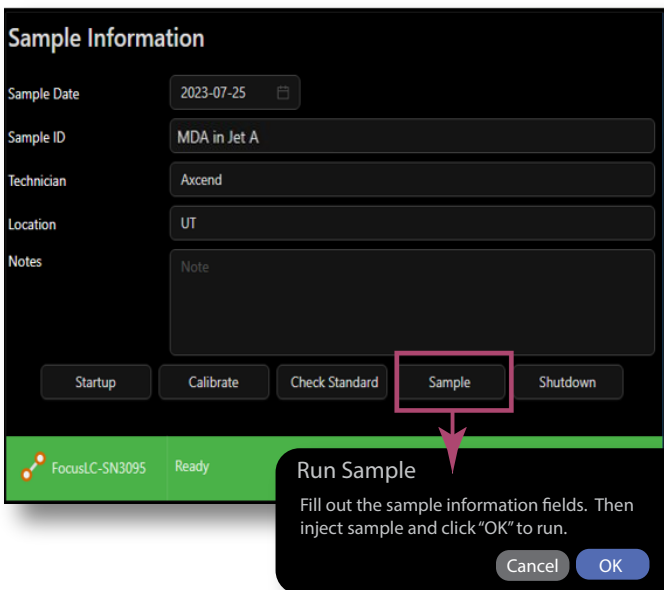 Sample Information
Sample Date 2023-07-25
Sample ID MDA in Jet A
Technician Axcend
Location UT
Notes Note
Startup Calibrate Check Standard Sample Shutdown
FocusLC-SN3095 Ready
Run Sample
Fill out the sample information fields. Then
inject sample and click “OK” to run.
Cancel OK